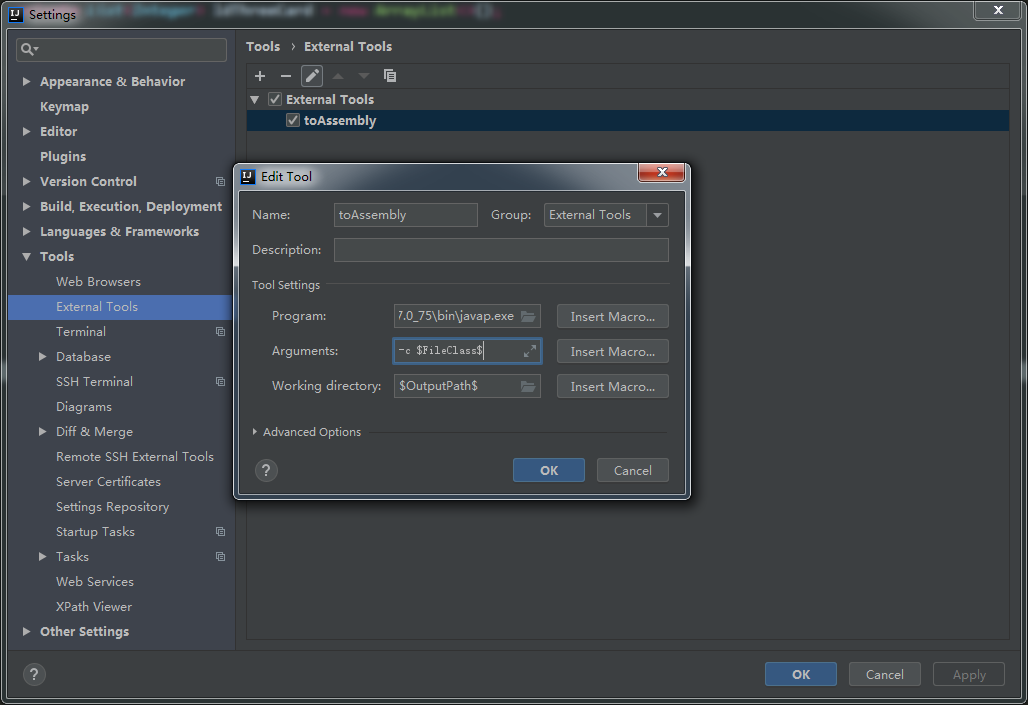 Settings
Tools › External Tools
Appearance & Behavior
Keymap
Editor
Plugins
Version Control
Build, Execution, Deployment
Languages & Frameworks
Tools
Web Browsers
External Tools
Terminal
Database
SSH Terminal
Diagrams
Diff & Merge
Remote SSH External Tools
Server Certificates
Settings Repository
Startup Tasks
Tasks
Web Services
XPath Viewer
Other Settings
External Tools
toAssembly
Edit Tool
Name: toAssembly Group: External Tools
Description:
Tool Settings
Program: 7.0_75\bin\javap.exe Insert Macro...
Arguments: -c $FileClass$ Insert Macro...
Working directory: $OutputPath$ Insert Macro...
Advanced Options
? OK Cancel
? OK Cancel Apply